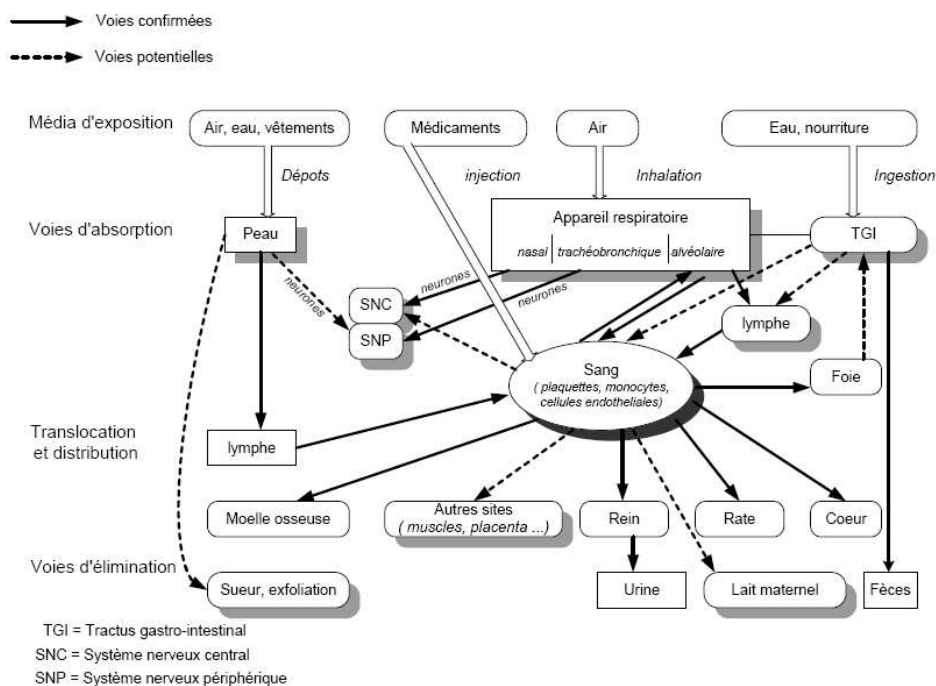 Voies confirmées
Voies potentielles
Média d'exposition
Air, eau, vêtements
Médicaments
Air
Eau, nourriture
Dépots
injection
Inhalation
Ingestion
Voies d'absorption
Peau
Appareil respiratoire
nasal trachéobronchique alvéolaire
TGI
neurones
neurones
neurones
SNC
SNP
lymphe
Sang
( plaquettes, monocytes,
cellules endotheliales)
Foie
Translocation
et distribution
lymphe
Moelle osseuse
Autres sites
( muscles, placenta ...)
Rein
Rate
Coeur
Voies d'élimination
Sueur, exfoliation
Urine
Lait maternel
Fèces
TGI = Tractus gastro-intestinal
SNC = Système nerveux central
SNP = Système nerveux périphérique